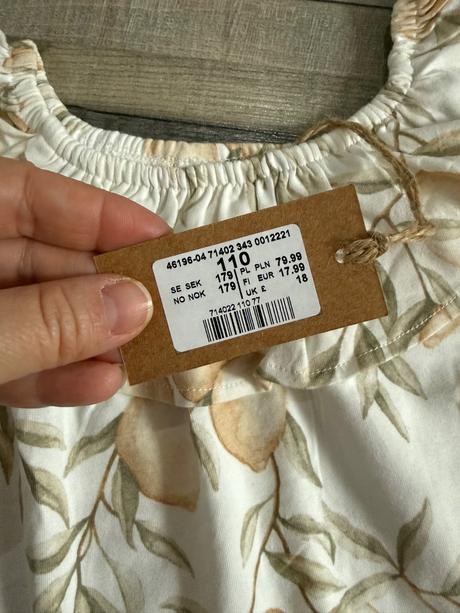 46196-04 71402 343 0012221
110
SE SEK 179 PL PLN 79.99
NO NOK 179 FI EUR 17.99
UK £ 18
714022 110 77